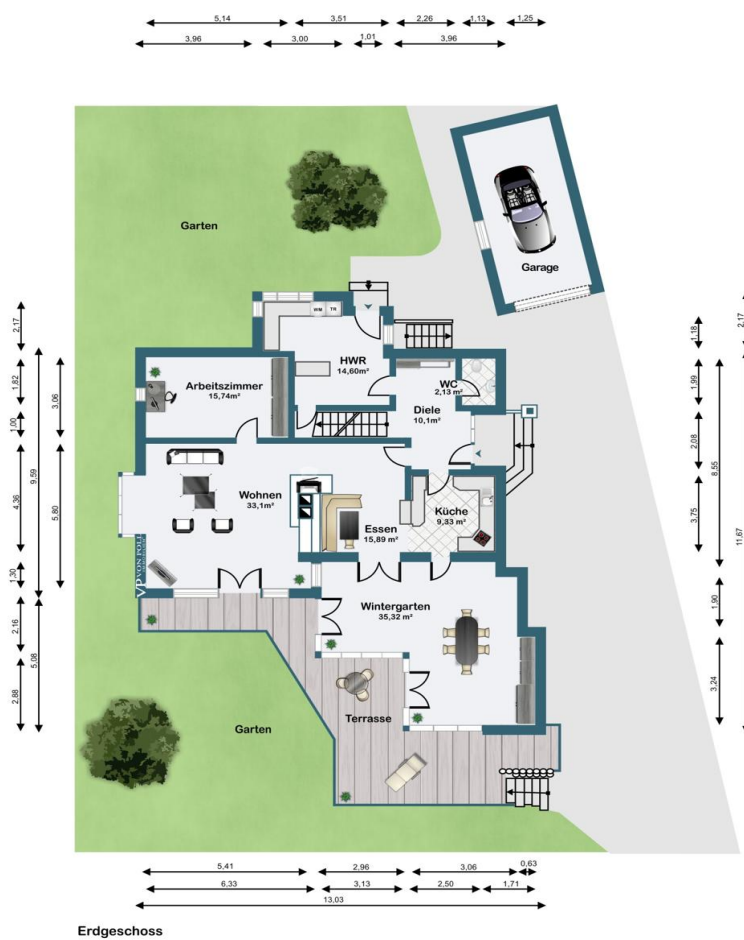 5,14
3,51
2,26
1,13
1,25
3,96
3,00
1,01
3,96
Garten
Garage
2,17
1,82
1,00
4,36
1,30
2,16
2,88
9,59
5,08
3,06
5,80
WM
TR
HWR
14,60m²
Arbeitszimmer
15,74m²
WC
2,13 m²
Diele
10,1m²
Wohnen
33,1m²
Essen
15,89 m²
Küche
9,33 m²
VP VON POLL
Wintergarten
35,32 m²
Terrasse
Garten
1,18
1,99
2,08
3,75
1,90
3,24
8,55
2,17
11,67
5,41
2,96
3,06
0,63
6,33
3,13
2,50
1,71
13,03
Erdgeschoss